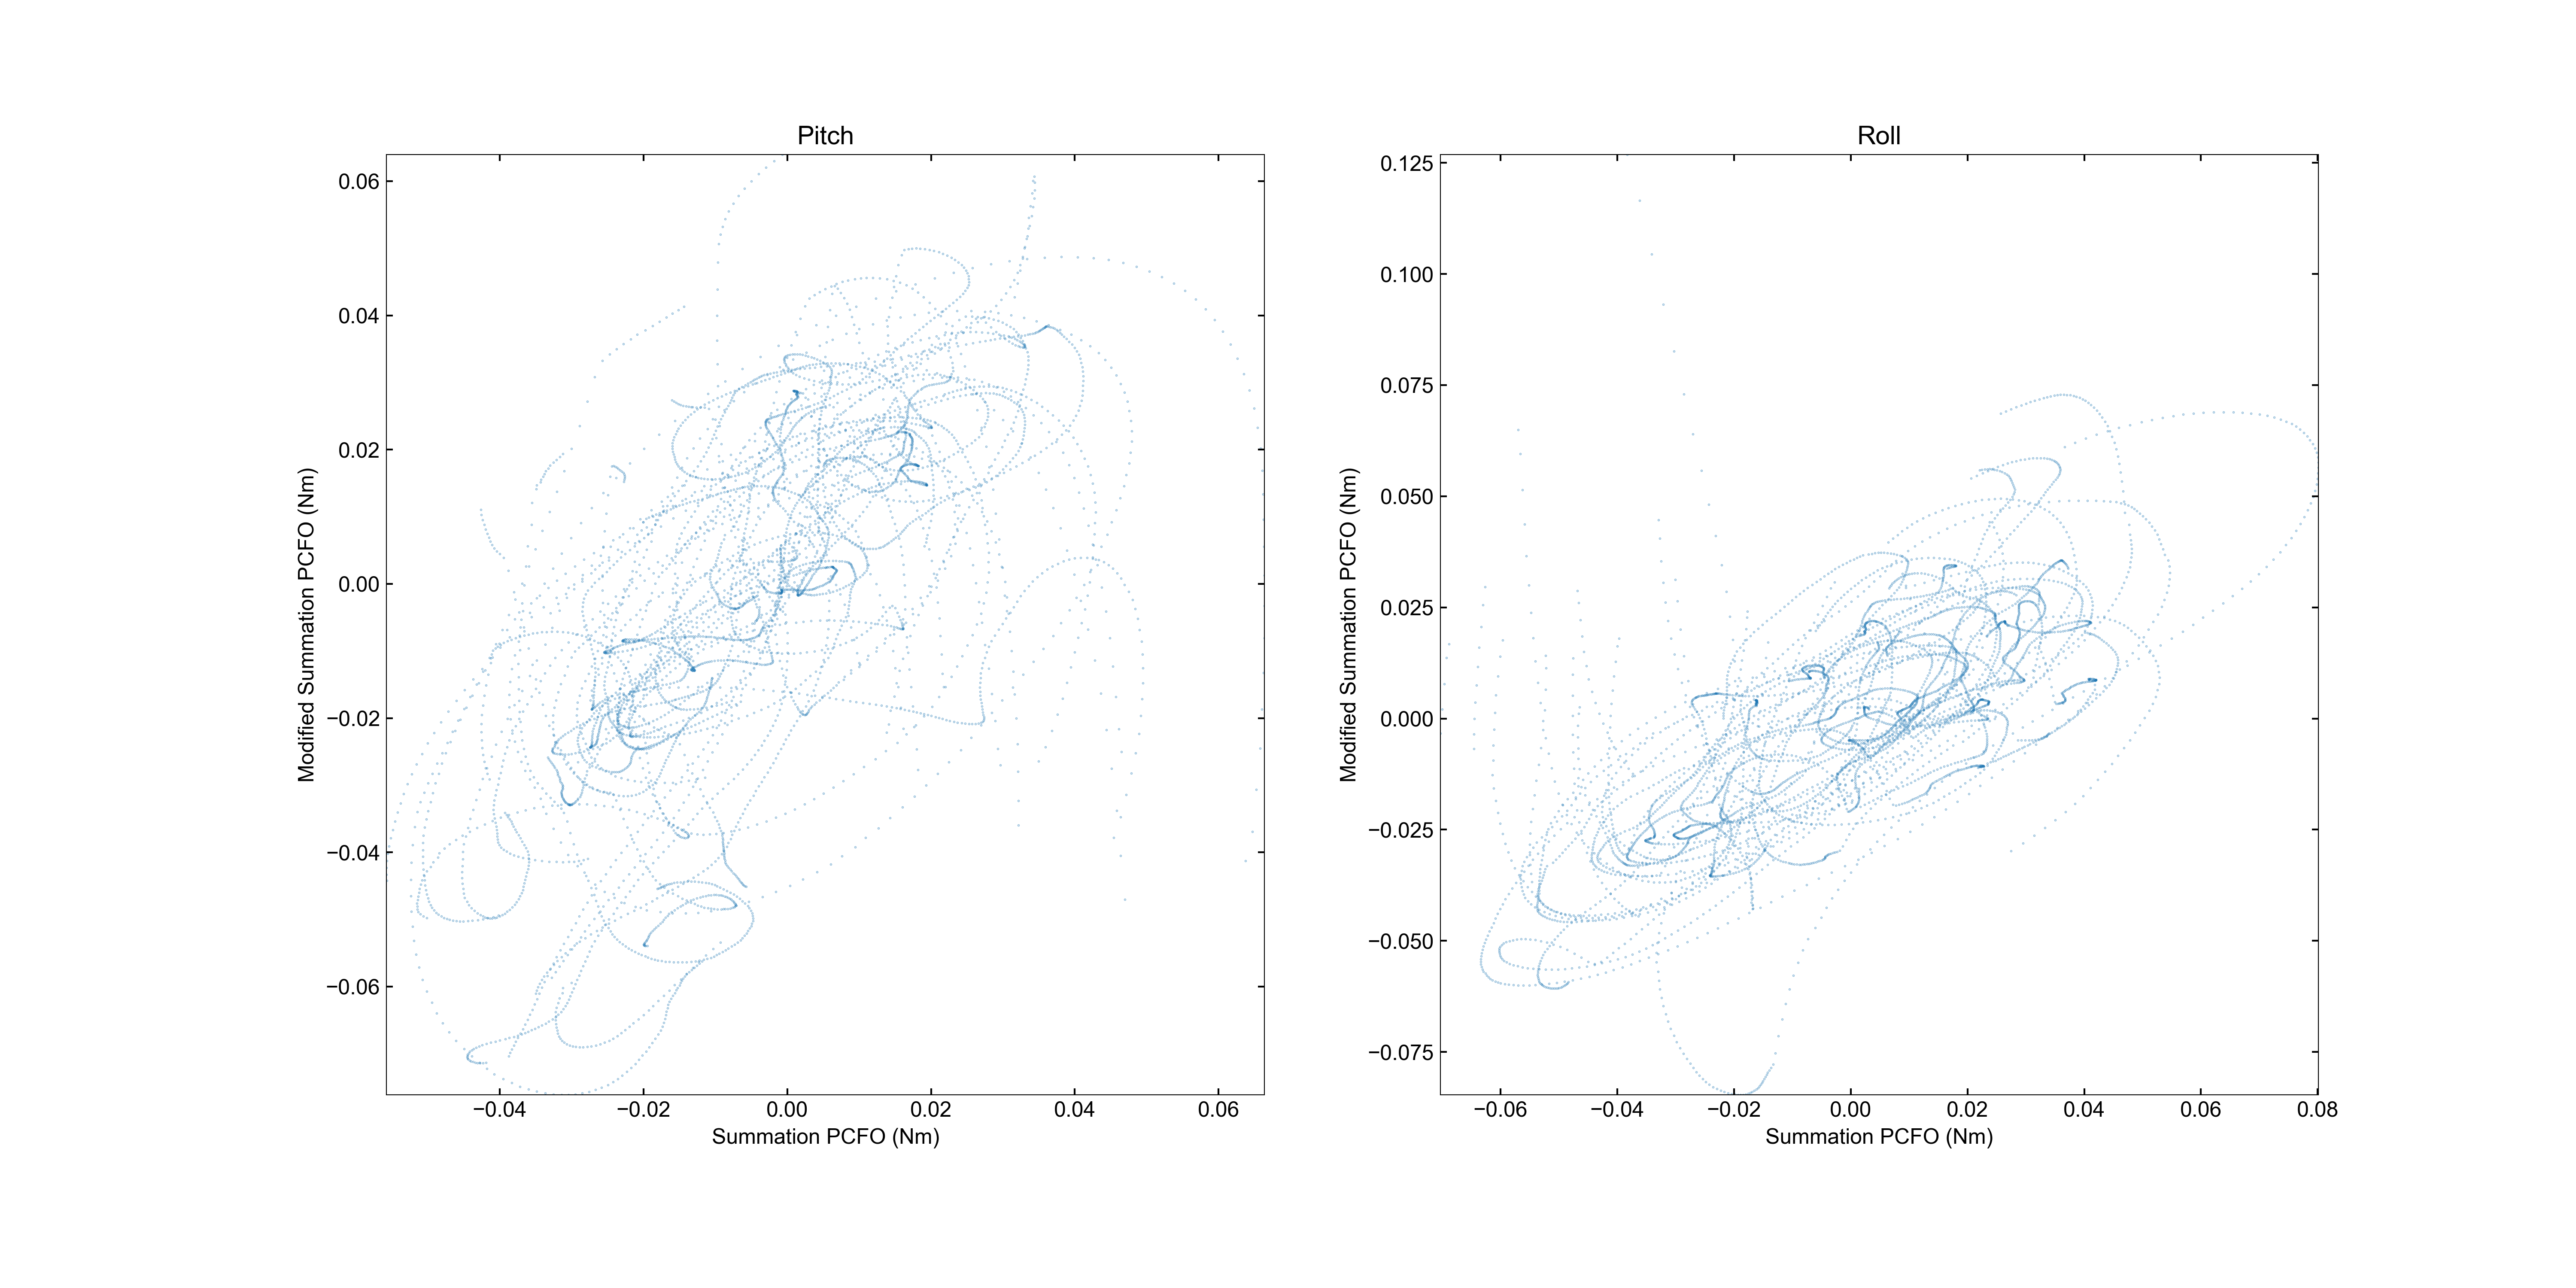 Pitch
0.06
0.04
0.02
0.00
−0.02
−0.04
−0.06
Modified Summation PCFO (Nm)
−0.04 −0.02 0.00 0.02 0.04 0.06
Summation PCFO (Nm)
Roll
0.125
0.100
0.075
0.050
0.025
0.000
−0.025
−0.050
−0.075
Modified Summation PCFO (Nm)
−0.06 −0.04 −0.02 0.00 0.02 0.04 0.06 0.08
Summation PCFO (Nm)